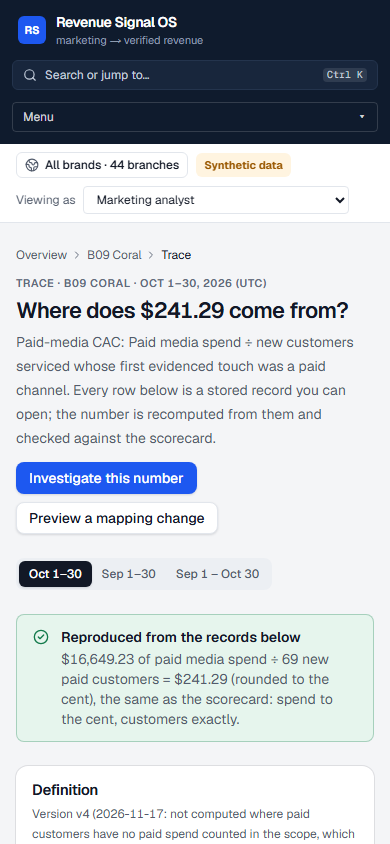 RS
Revenue Signal OS
marketing → verified revenue
Search or jump to…
Ctrl K
Menu
All brands · 44 branches
Synthetic data
Viewing as
Marketing analyst
Overview > B09 Coral > Trace
TRACE · B09 CORAL · OCT 1–30, 2026 (UTC)
Where does $241.29 come from?
Paid-media CAC: Paid media spend ÷ new customers
serviced whose first evidenced touch was a paid
channel. Every row below is a stored record you can
open; the number is recomputed from them and
checked against the scorecard.
Investigate this number
Preview a mapping change
Oct 1–30
Sep 1–30
Sep 1 – Oct 30
Reproduced from the records below
$16,649.23 of paid media spend ÷ 69 new
paid customers = $241.29 (rounded to the
cent), the same as the scorecard: spend to
the cent, customers exactly.
Definition
Version v4 (2026-11-17: not computed where paid
customers have no paid spend counted in the scope, which